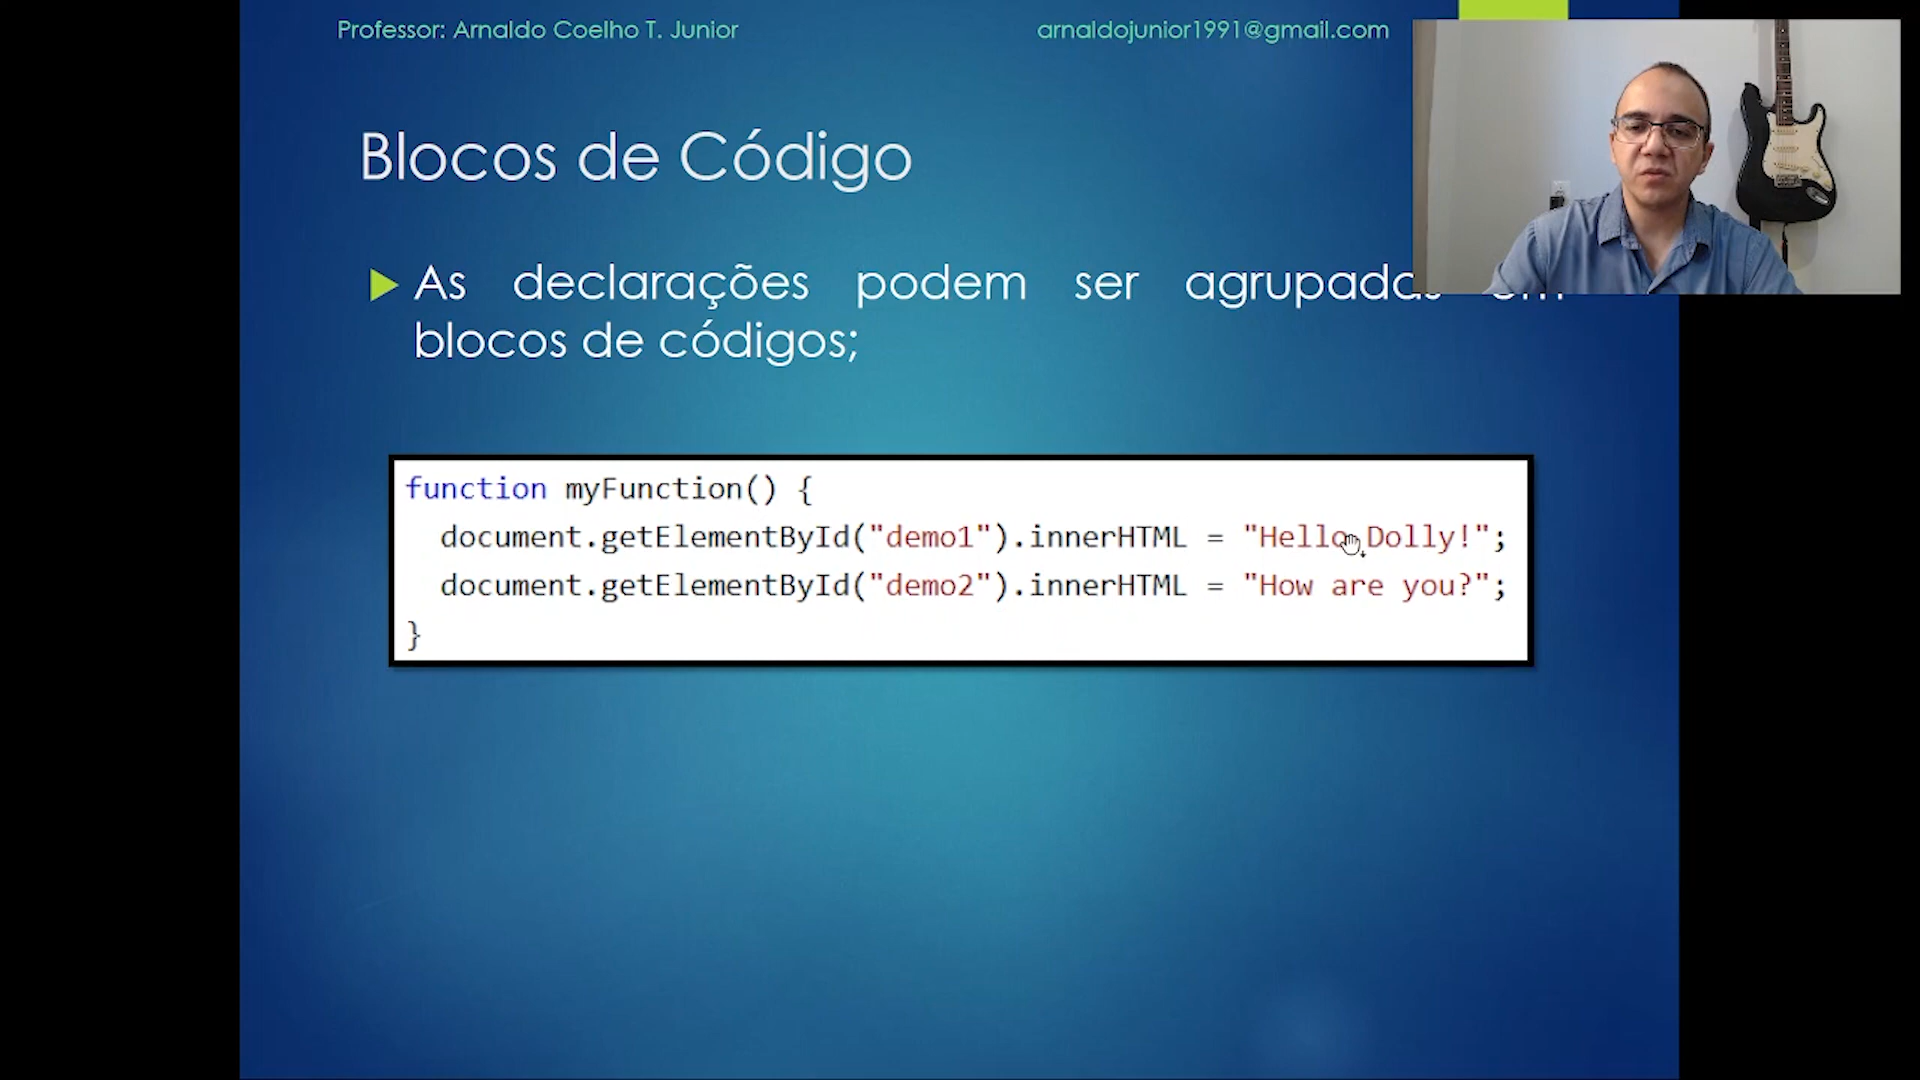 Professor: Arnaldo Coelho T. Junior arnaldojunior1991@gmail.com
Blocos de Código
As declarações podem ser agrupadas em
blocos de códigos;
function myFunction() {
document.getElementById("demo1").innerHTML = "Hello Dolly!";
document.getElementById("demo2").innerHTML = "How are you?";
}